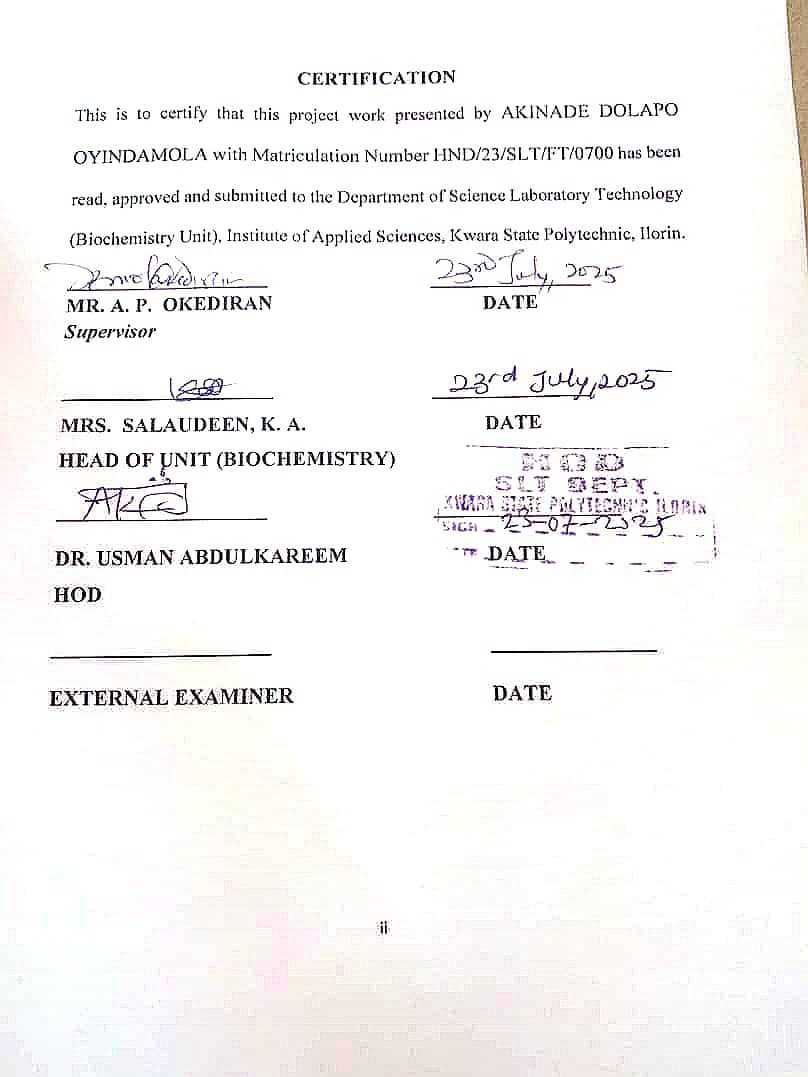 CERTIFICATION
This is to certify that this project work presented by AKINADE DOLAPO
OYINDAMOLA with Matriculation Number HND/23/SLT/FT/0700 has been
read, approved and submitted to the Department of Science Laboratory Technology
(Biochemistry Unit), Institute of Applied Sciences, Kwara State Polytechnic, Ilorin.
23rd July, 2025
MR. A. P. OKEDIRAN DATE
Supervisor
23rd July, 2025
MRS. SALAUDEEN, K. A. DATE
HEAD OF UNIT (BIOCHEMISTRY)
HOD
SLT DEPT.
KWARA STATE POLYTECHNIC ILORIN
SIGN 23-07-2025
DR. USMAN ABDULKAREEM DATE
HOD
EXTERNAL EXAMINER DATE
ii